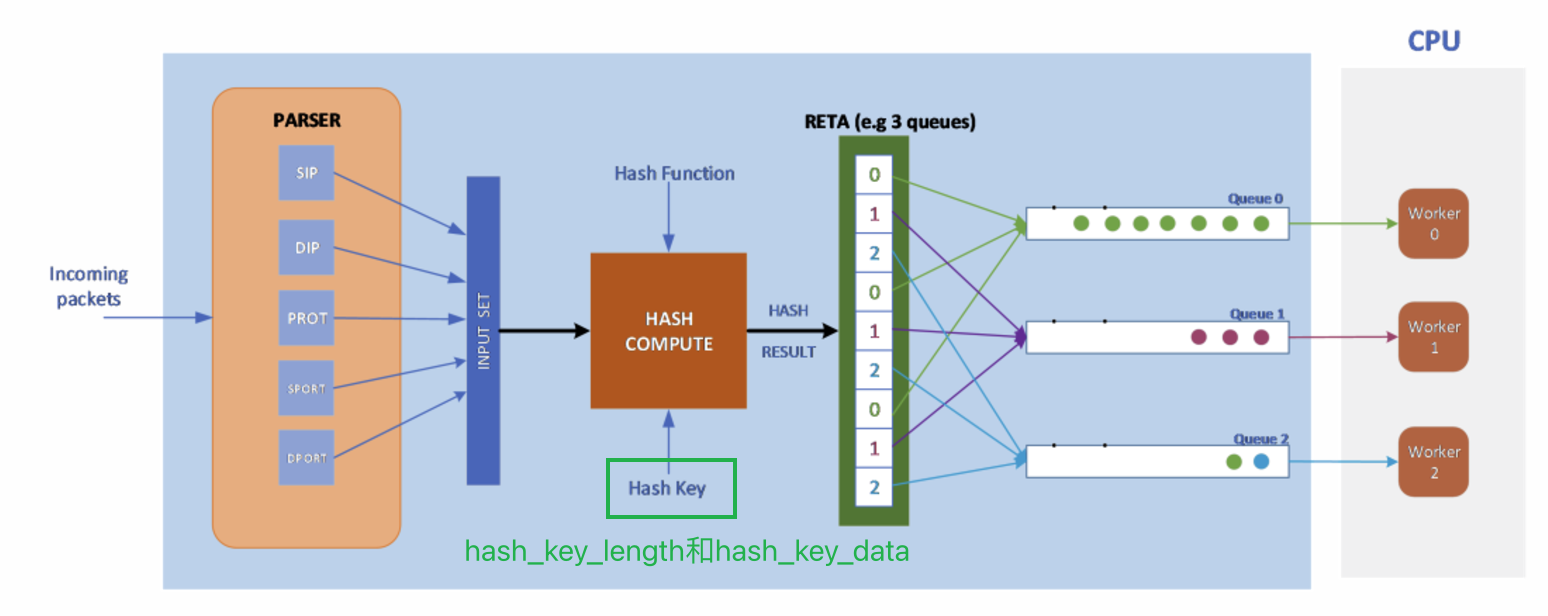 CPU
PARSER
SIP
DIP
PROT
SPORT
DPORT
Incoming
packets
INPUT SET
Hash Function
HASH
COMPUTE
Hash Key
hash_key_length和hash_key_data
HASH
RESULT
RETA (e.g 3 queues)
0
1
2
0
1
2
0
1
2
Queue 0
Queue 1
Queue 2
Worker
0
Worker
1
Worker
2